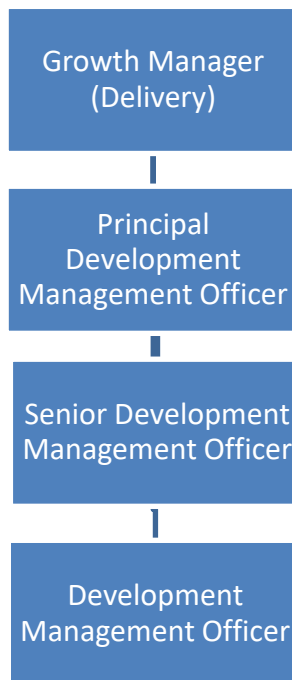 Growth Manager
(Delivery)
Principal
Development
Management Officer
Senior Development
Management Officer
Development
Management Officer